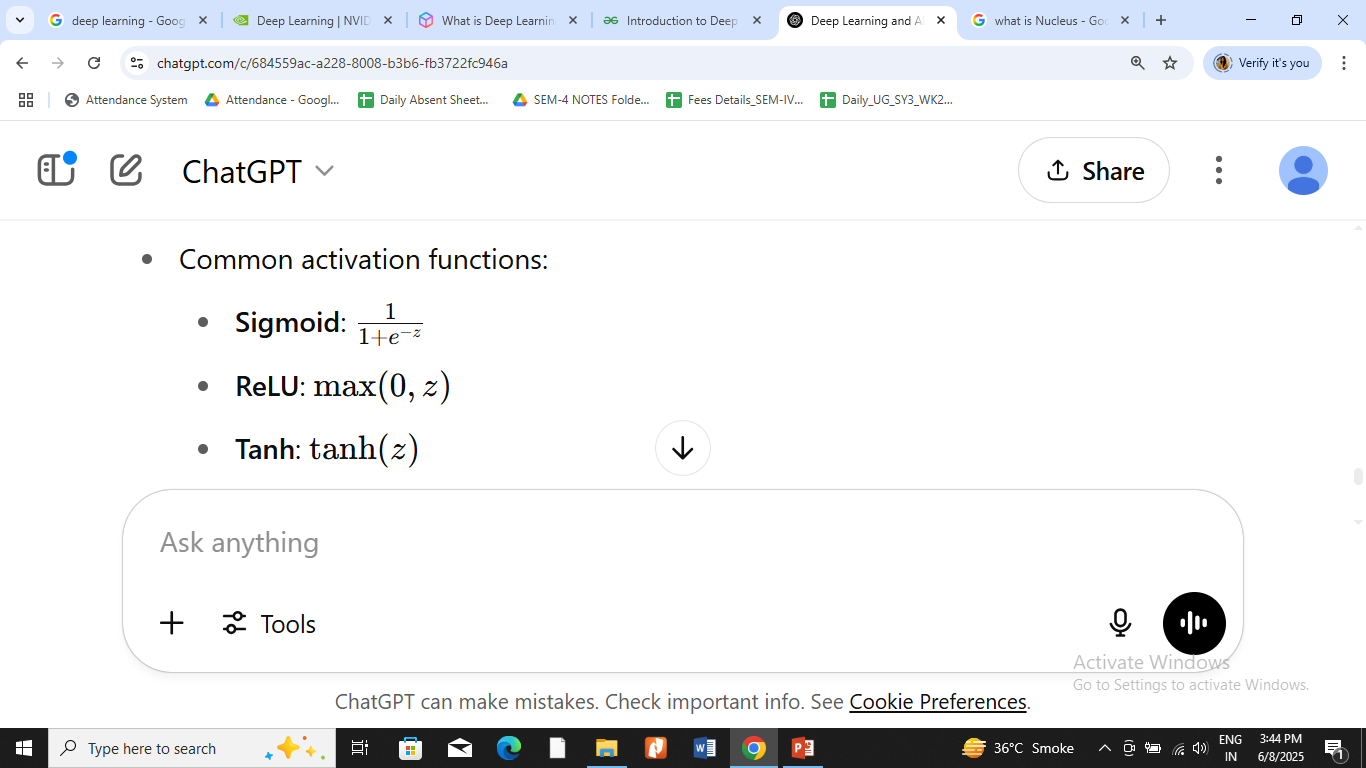 deep learning - Goog
Deep Learning | NVID
What is Deep Learnin
Introduction to Deep
Deep Learning and A
what is Nucleus - Goo
chatgpt.com/c/684559ac-a228-8008-b3b6-fb3722fc946a
Verify it's you
Attendance System
Attendance - Googl...
Daily Absent Sheet...
SEM-4 NOTES Folde...
Fees Details_SEM-IV...
Daily_UG_SY3_WK2...
ChatGPT
Share
• Common activation functions:
• Sigmoid: 1/(1+e^−z)
• ReLU: max(0, z)
• Tanh: tanh(z)
Ask anything
Tools
Activate Windows
Go to Settings to activate Windows.
ChatGPT can make mistakes. Check important info. See Cookie Preferences.
Type here to search
36°C Smoke
ENG
IN
3:44 PM
6/8/2025
1